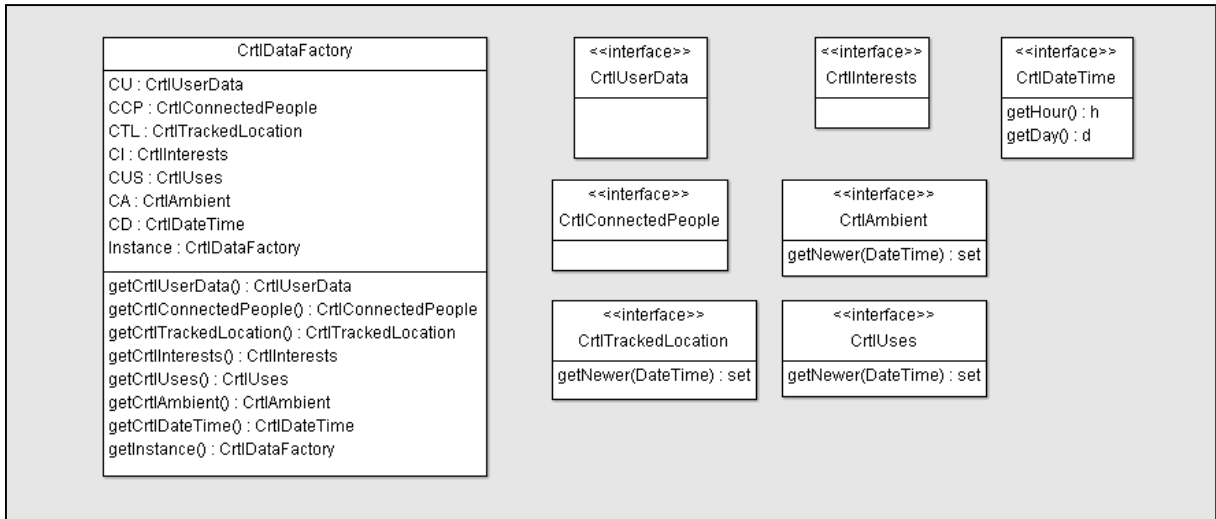 CrtlDataFactory
CU : CrtlUserData
CCP : CrtlConnectedPeople
CTL : CrtlTrackedLocation
CI : CrtlInterests
CUS : CrtlUses
CA : CrtlAmbient
CD : CrtlDateTime
Instance : CrtlDataFactory
getCrtlUserData() : CrtlUserData
getCrtlConnectedPeople() : CrtlConnectedPeople
getCrtlTrackedLocation() : CrtlTrackedLocation
getCrtlInterests() : CrtlInterests
getCrtlUses() : CrtlUses
getCrtlAmbient() : CrtlAmbient
getCrtlDateTime() : CrtlDateTime
getInstance() : CrtlDataFactory
<<interface>>
CrtlUserData
<<interface>>
CrtlInterests
<<interface>>
CrtlDateTime
getHour() : h
getDay() : d
<<interface>>
CrtlConnectedPeople
<<interface>>
CrtlAmbient
getNewer(DateTime) : set
<<interface>>
CrtlTrackedLocation
getNewer(DateTime) : set
<<interface>>
CrtlUses
getNewer(DateTime) : set